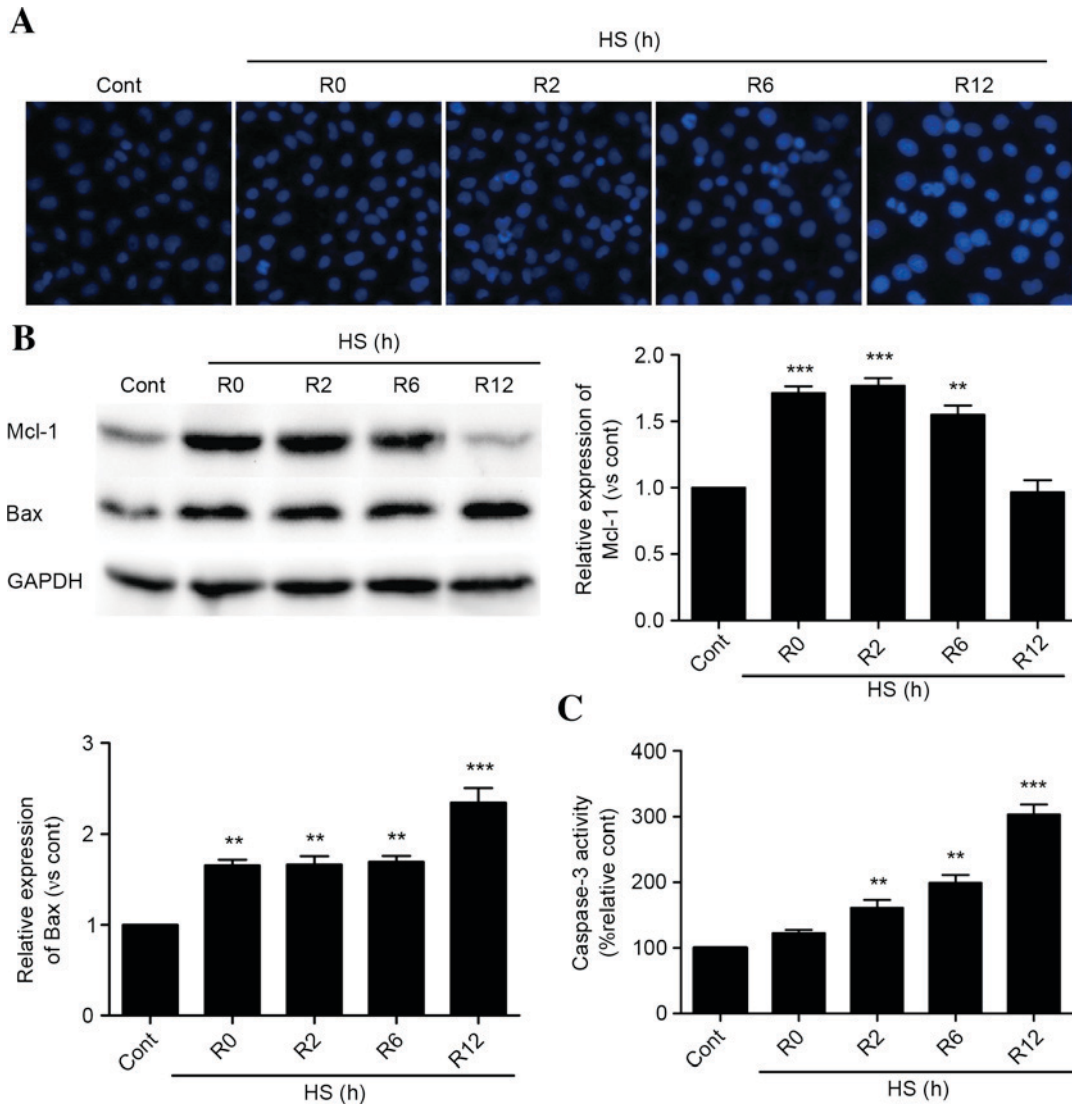 A
HS (h)
Cont R0 R2 R6 R12
B
HS (h)
Cont R0 R2 R6 R12
Mcl-1
Bax
GAPDH
Relative expression of
Mcl-1 (vs cont)
2.0
1.5
1.0
0.5
0.0
*** *** **
Cont R0 R2 R6 R12
HS (h)
Relative expression
of Bax (vs cont)
3
2
1
0
** ** ** ***
Cont R0 R2 R6 R12
HS (h)
C
Caspase-3 activity
(%relative cont)
400
300
200
100
0
** ** ***
Cont R0 R2 R6 R12
HS (h)